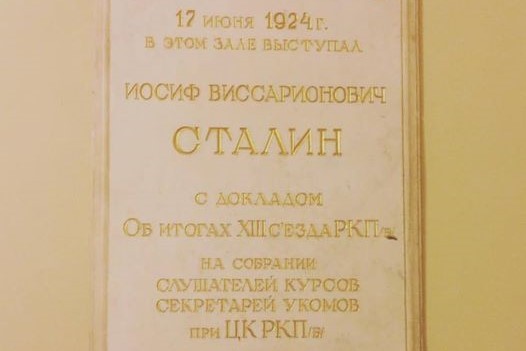 17 июня 1924 г.
в этом зале выступал
Иосиф Виссарионович
СТАЛИН
с докладом
Об итогах XIII с'езда РКП/б/
на собрании
слушателей курсов
секретарей укомов
при ЦК РКП/б/